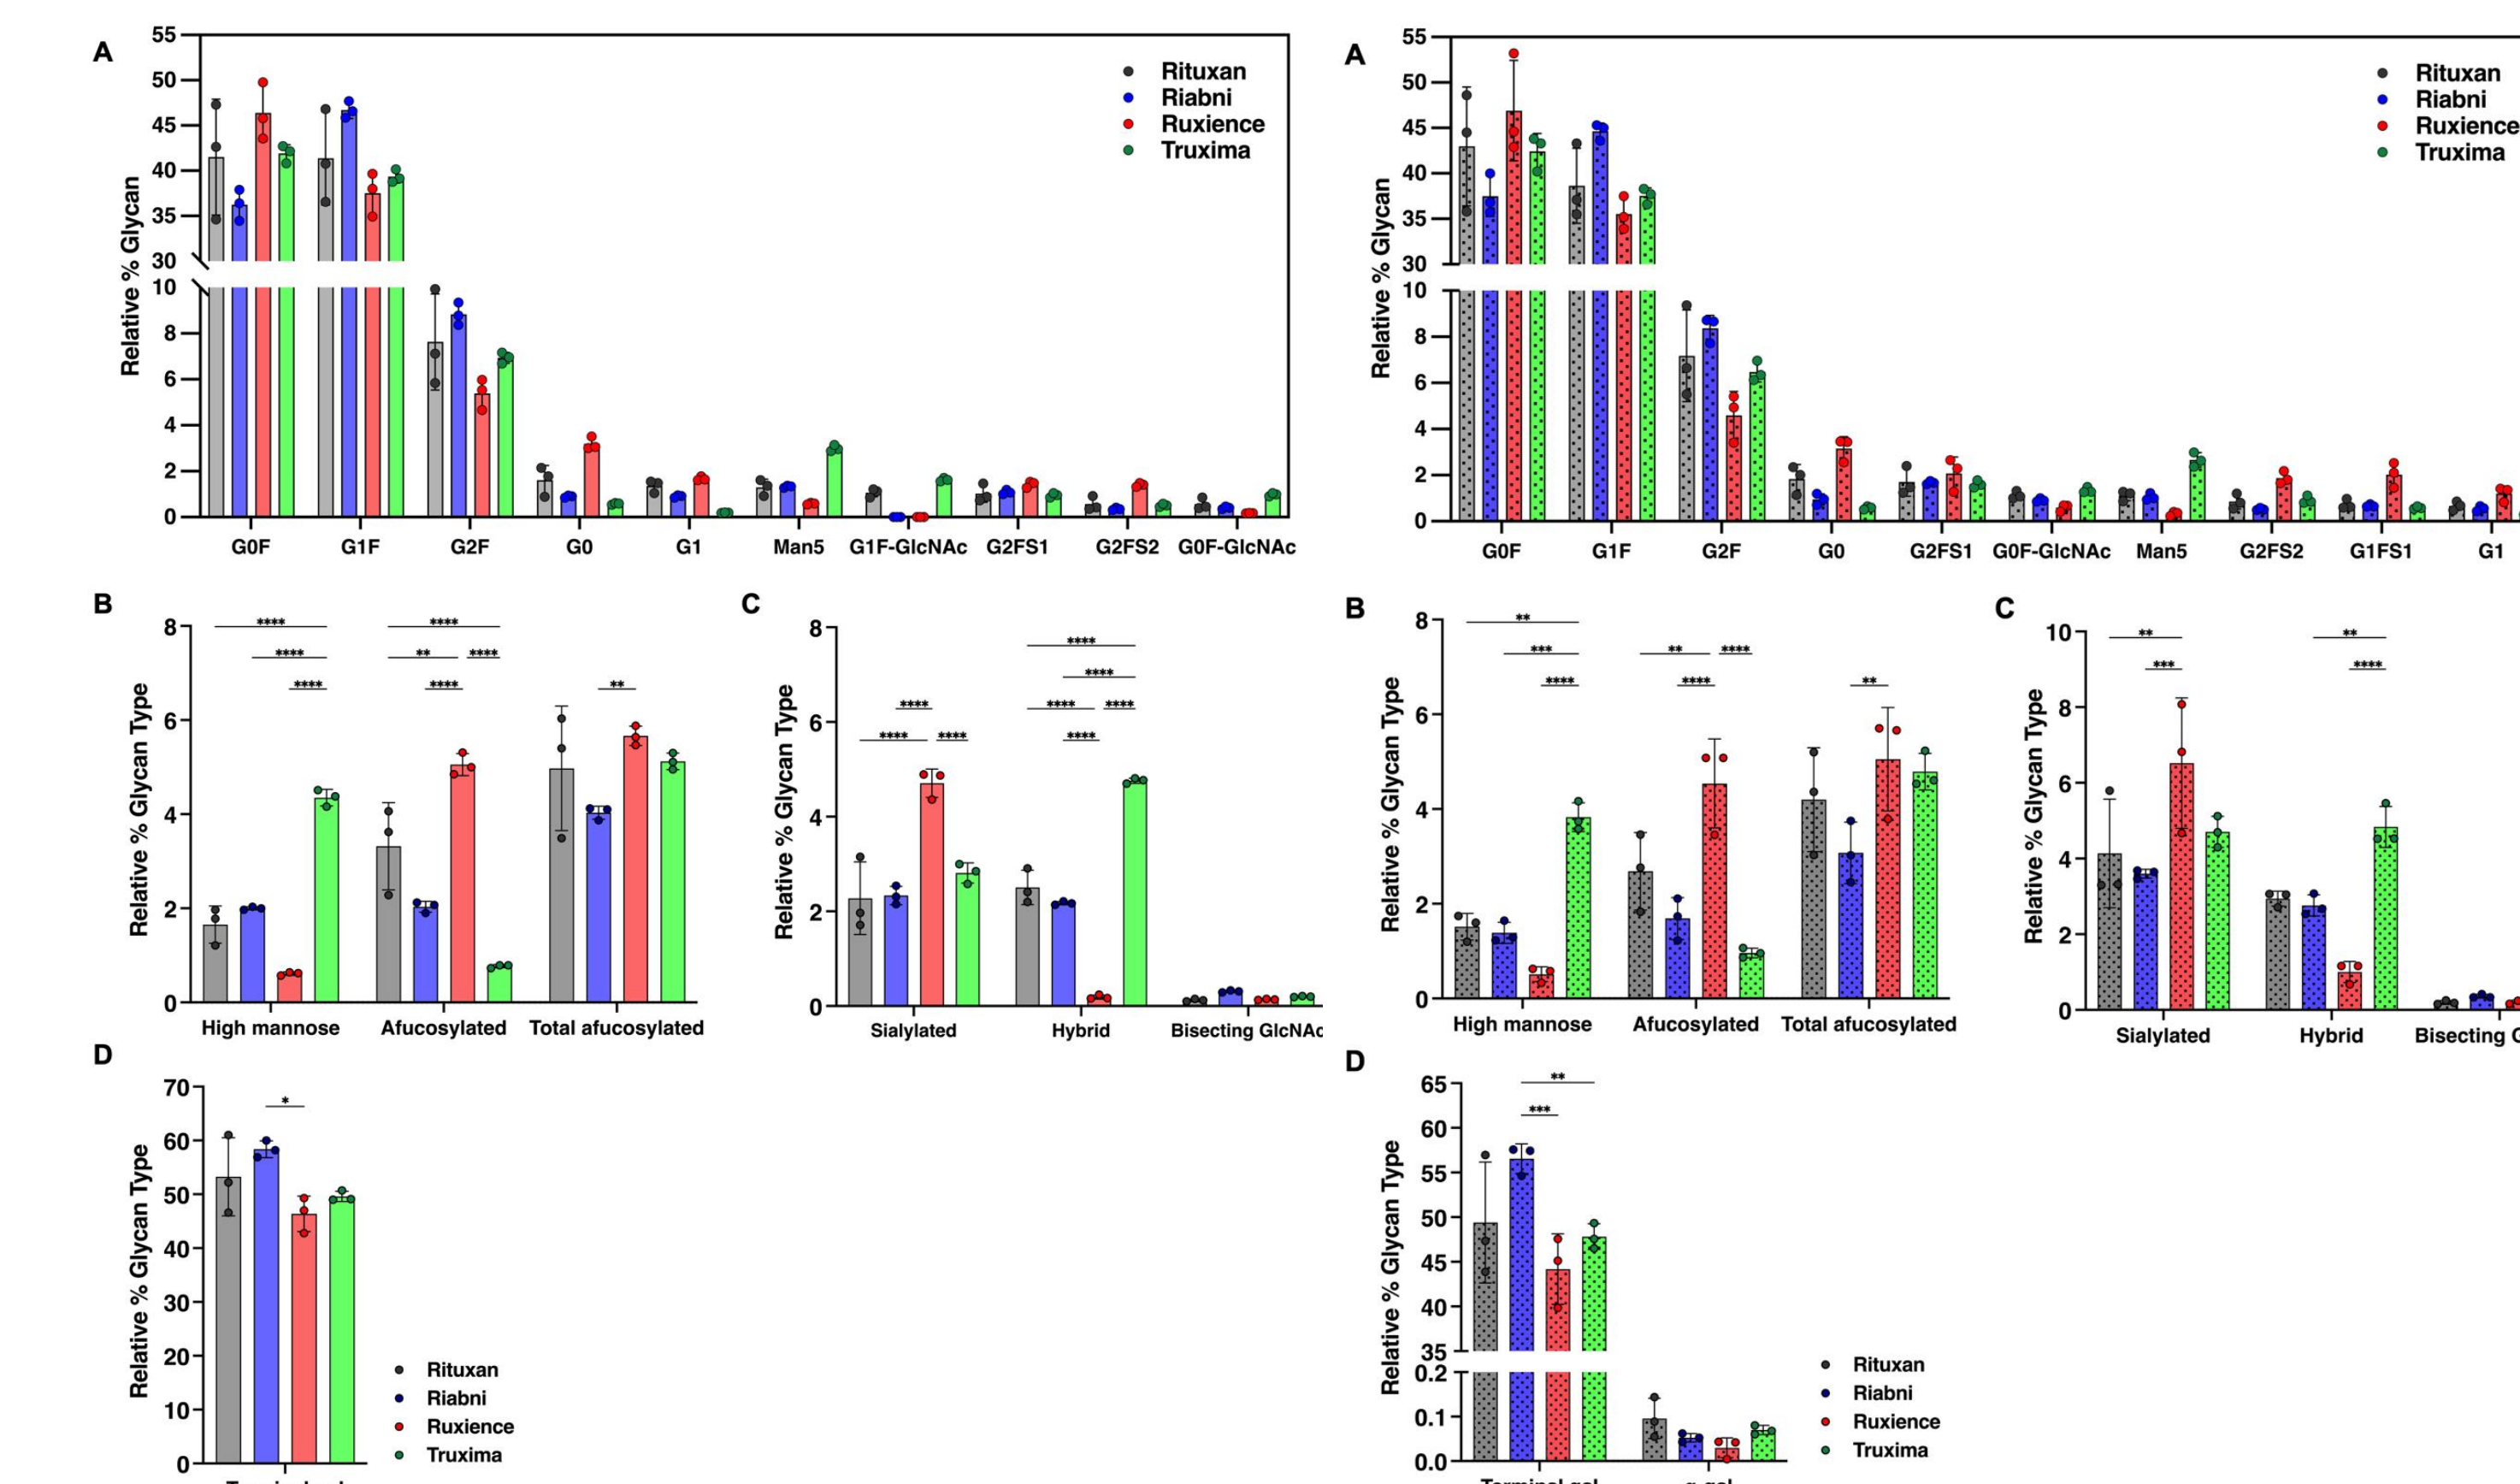 A
Relative % Glycan
55
50
45
40
35
30
10
8
6
4
2
0
Rituxan
Riabni
Ruxience
Truxima
G0F G1F G2F G0 G1 Man5 G1F-GlcNAc G2FS1 G2FS2 G0F-GlcNAc
A
Relative % Glycan
55
50
45
40
35
30
10
8
6
4
2
0
Rituxan
Riabni
Ruxience
Truxima
G0F G1F G2F G0 G2FS1 G0F-GlcNAc Man5 G2FS2 G1FS1 G1
B
Relative % Glycan Type
8
6
4
2
0
**** ****
**** ** ****
**** **** **
High mannose Afucosylated Total afucosylated
C
Relative % Glycan Type
8
6
4
2
0
****
****
**** **** ****
**** **** ****
Sialylated Hybrid Bisecting GlcNAc
B
Relative % Glycan Type
8
6
4
2
0
**
*** ** ****
**** **** **
High mannose Afucosylated Total afucosylated
C
Relative % Glycan Type
10
8
6
4
2
0
** **
*** ****
Sialylated Hybrid Bisecting
D
Relative % Glycan Type
70
60
50
40
30
20
10
0
*
Rituxan
Riabni
Ruxience
Truxima
D
Relative % Glycan Type
65
60
55
50
45
40
35
0.2
0.1
0.0
**
***
Rituxan
Riabni
Ruxience
Truxima